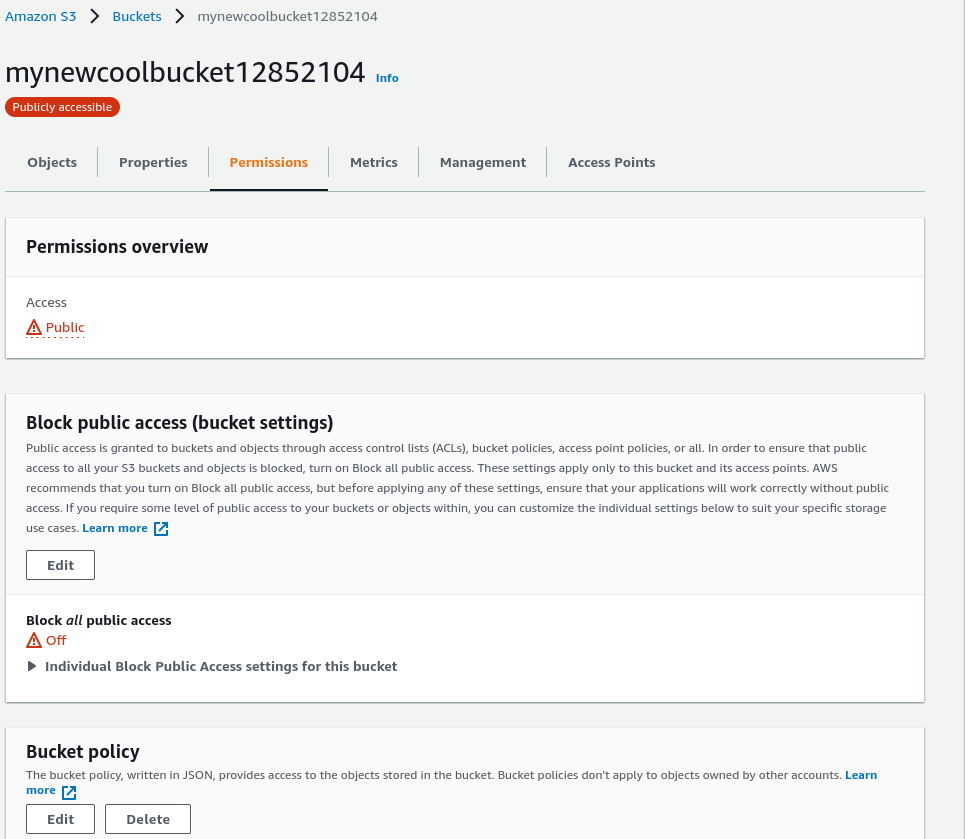 Amazon S3 Buckets mynewcoolbucket12852104
mynewcoolbucket12852104 Info
Publicly accessible
Objects Properties Permissions Metrics Management Access Points
Permissions overview
Access
Public
Block public access (bucket settings)
Public access is granted to buckets and objects through access control lists (ACLs), bucket policies, access point policies, or all. In order to ensure that public
access to all your S3 buckets and objects is blocked, turn on Block all public access. These settings apply only to this bucket and its access points. AWS
recommends that you turn on Block all public access, but before applying any of these settings, ensure that your applications will work correctly without public
access. If you require some level of public access to your buckets or objects within, you can customize the individual settings below to suit your specific storage
use cases. Learn more
Edit
Block all public access
Off
Individual Block Public Access settings for this bucket
Bucket policy
The bucket policy, written in JSON, provides access to the objects stored in the bucket. Bucket policies don't apply to objects owned by other accounts. Learn
more
Edit Delete